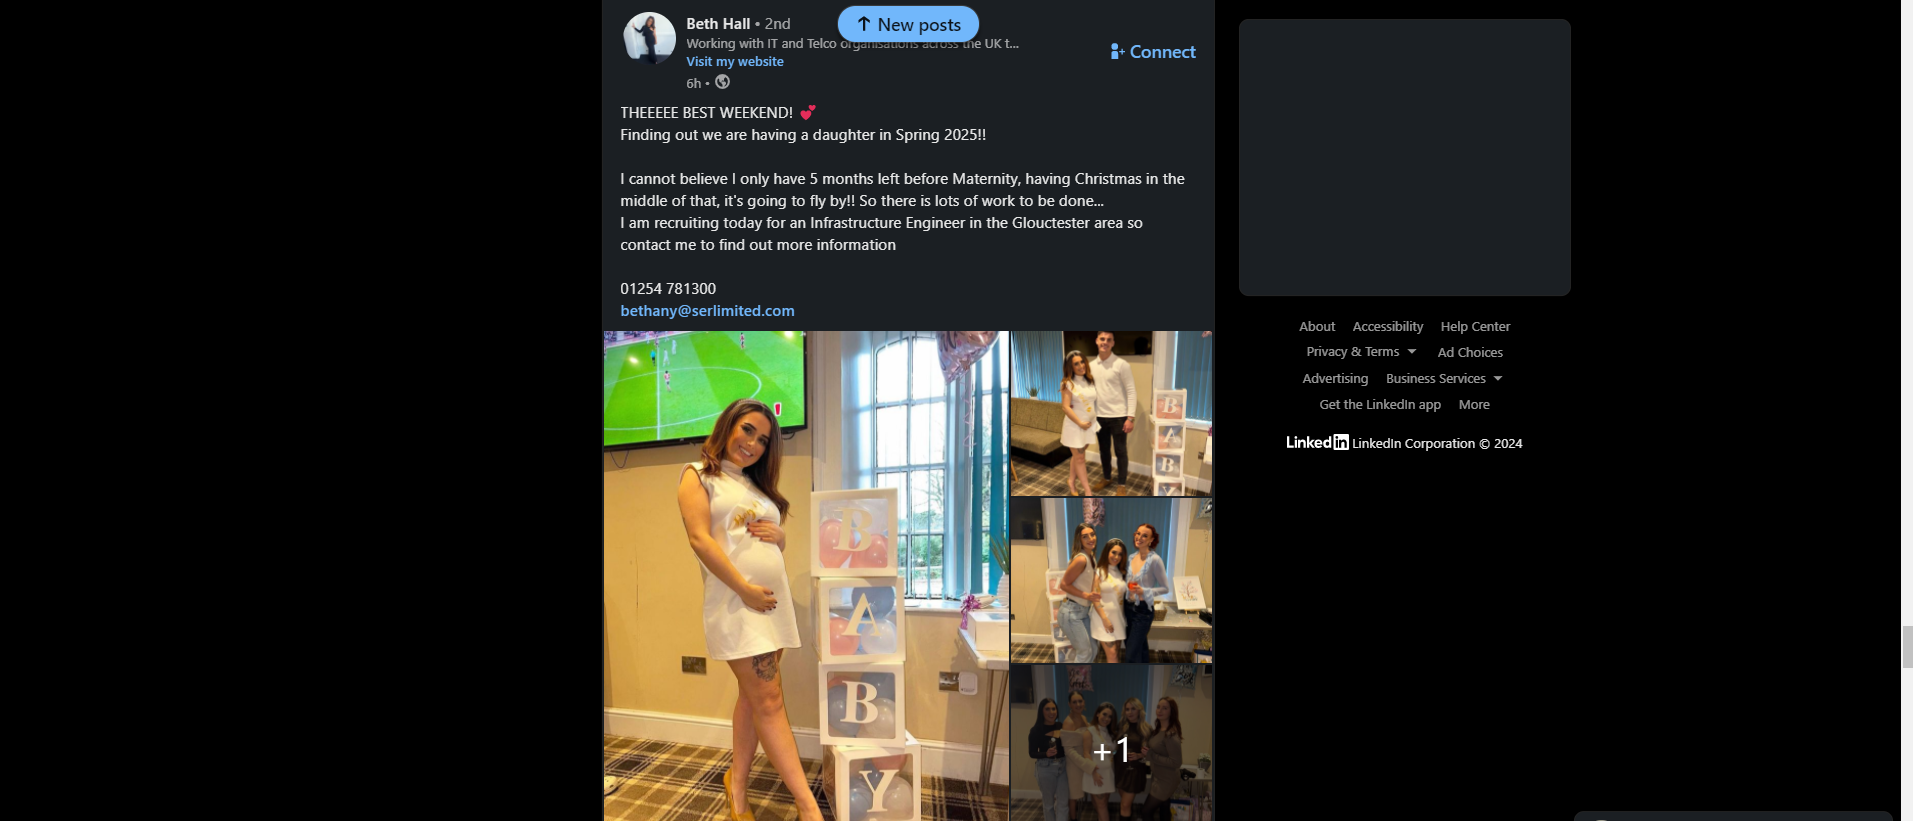 Beth Hall • 2nd
↑ New posts
Working with IT and Telco organisations across the UK t...
Connect
Visit my website
6h •
THEEEEE BEST WEEKEND! 💕
Finding out we are having a daughter in Spring 2025!!
I cannot believe I only have 5 months left before Maternity, having Christmas in the
middle of that, it's going to fly by!! So there is lots of work to be done...
I am recruiting today for an Infrastructure Engineer in the Glouctester area so
contact me to find out more information
01254 781300
bethany@serlimited.com
B
A
B
Y
B
A
B
Y
+1
About Accessibility Help Center
Privacy & Terms Ad Choices
Advertising Business Services
Get the LinkedIn app More
LinkedIn LinkedIn Corporation © 2024